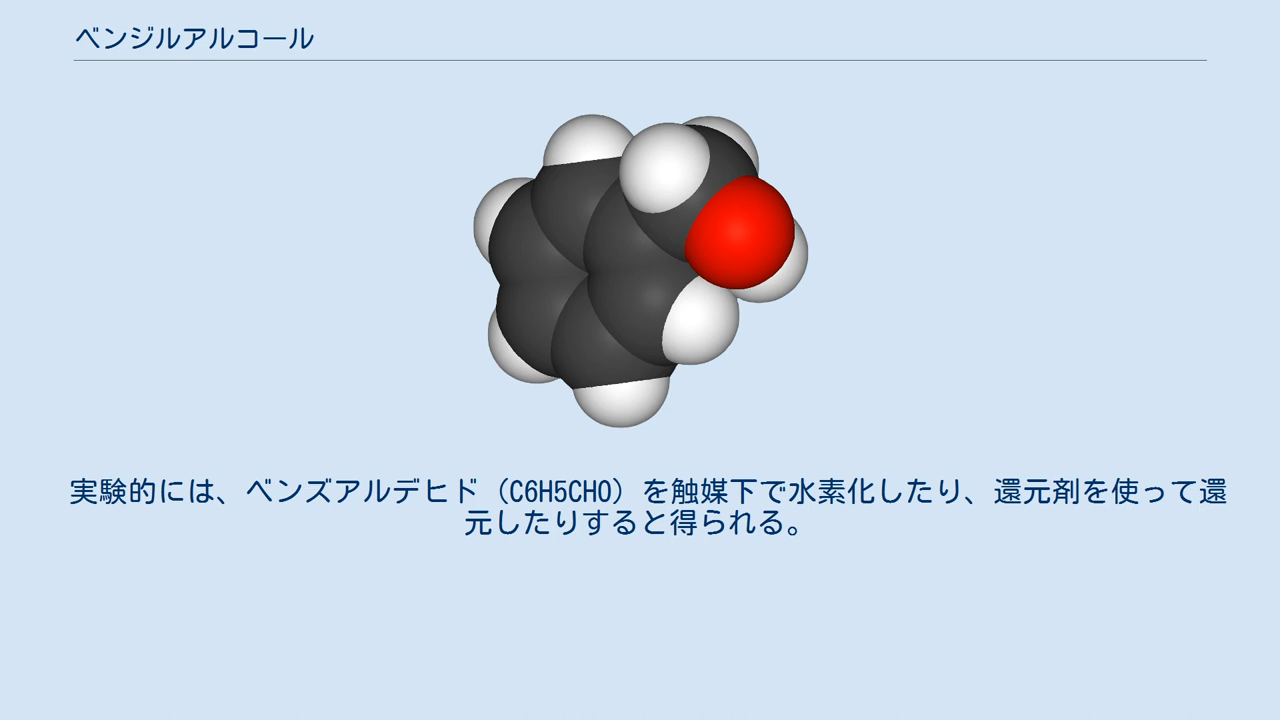 ベンジルアルコール
実験的には、ベンズアルデヒド（C6H5CHO）を触媒下で水素化したり、還元剤を使って還
元したりすると得られる。